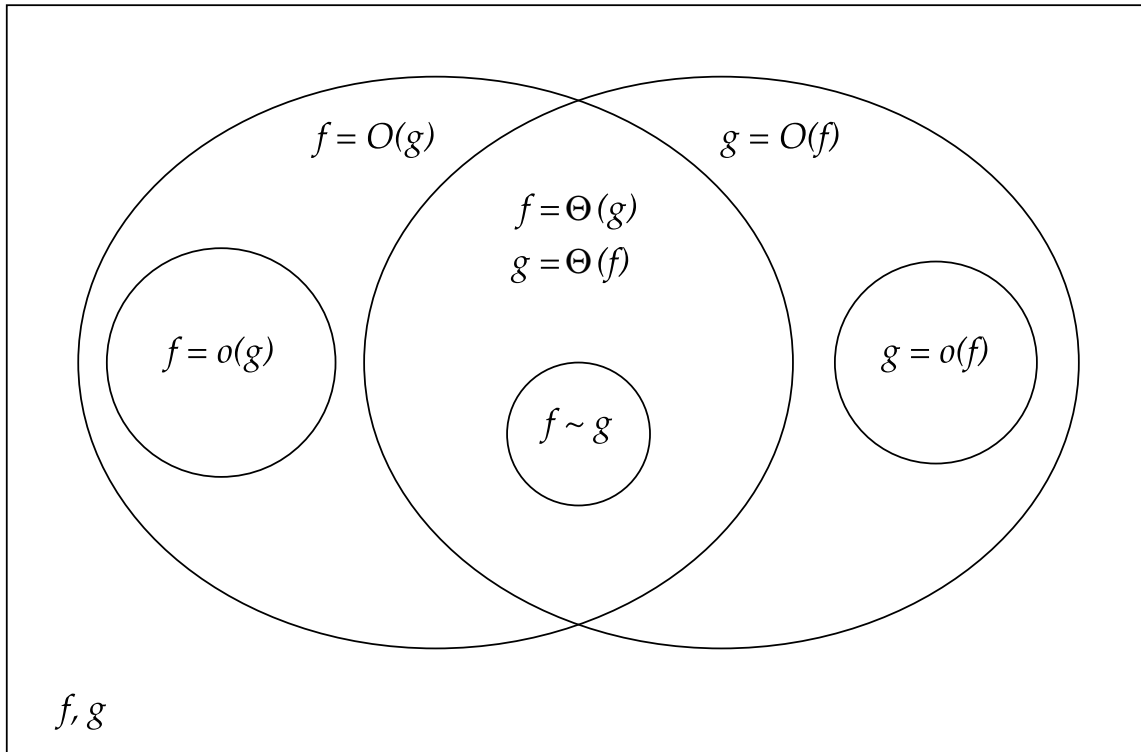 f = O(g)
g = O(f)
f = Θ(g)
g = Θ(f)
f = o(g)
g = o(f)
f ~ g
f, g